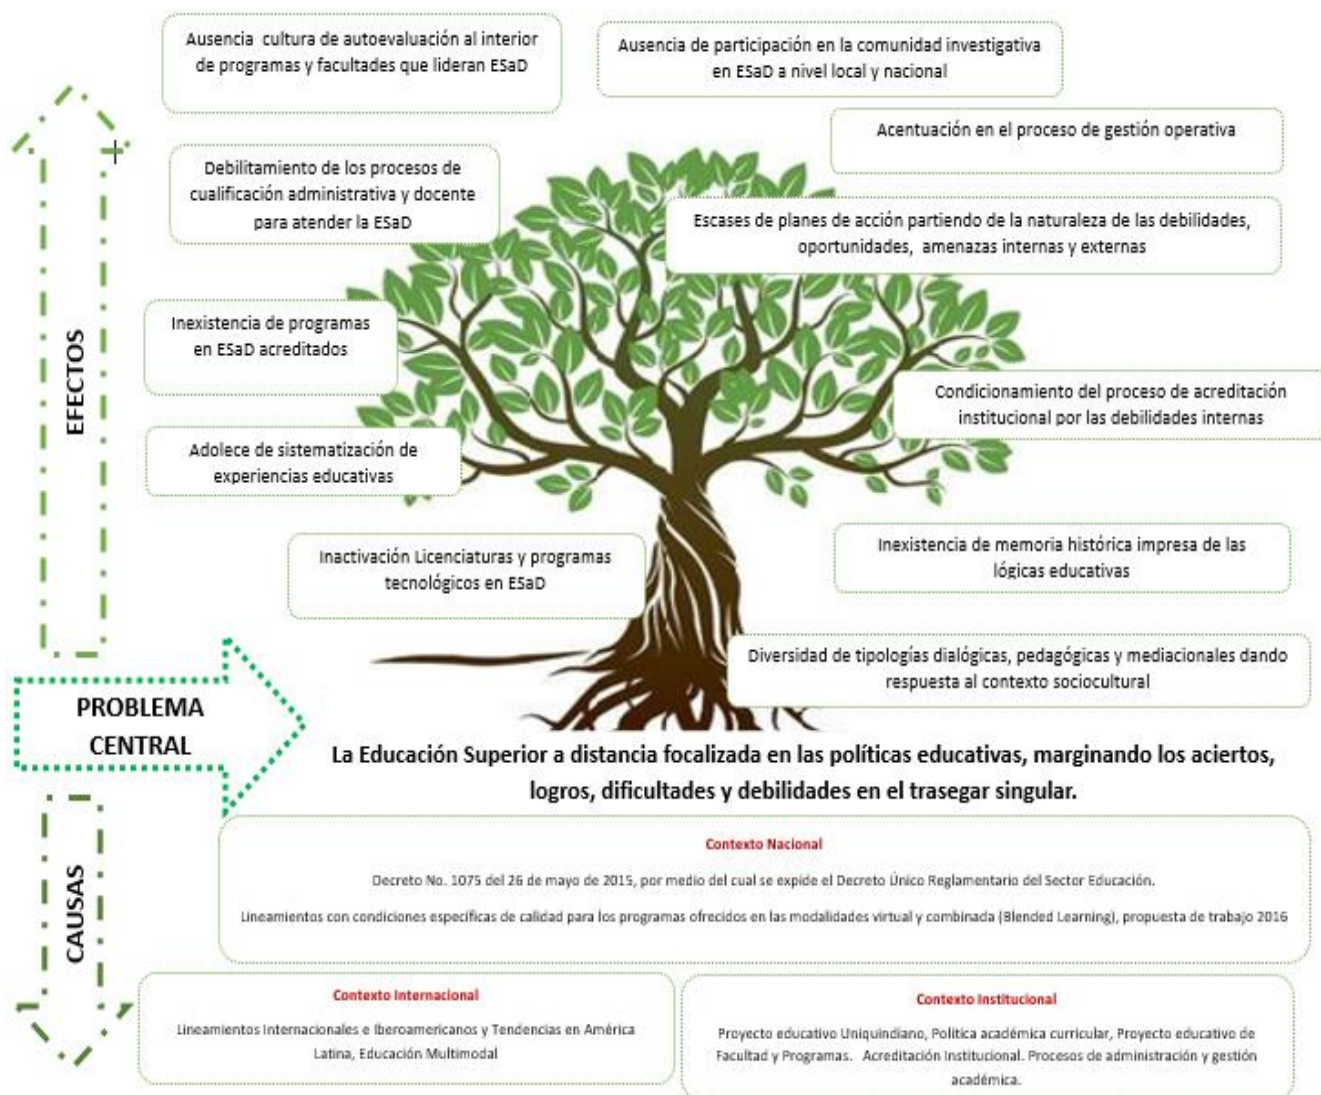 Ausencia cultura de autoevaluación al interior
de programas y facultades que lideran ESaD
Ausencia de participación en la comunidad investigativa
en ESaD a nivel local y nacional
Acentuación en el proceso de gestión operativa
Debilitamiento de los procesos de
cualificación administrativa y docente
para atender la ESaD
Escases de planes de acción partiendo de la naturaleza de las debilidades,
oportunidades, amenazas internas y externas
EFECTOS
Inexistencia de programas
en ESaD acreditados
Condicionamiento del proceso de acreditación
institucional por las debilidades internas
Adolece de sistematización de
experiencias educativas
Inactivación Licenciaturas y programas
tecnológicos en ESaD
Inexistencia de memoria histórica impresa de las
lógicas educativas
Diversidad de tipologías dialógicas, pedagógicas y mediacionales dando
respuesta al contexto sociocultural
PROBLEMA
CENTRAL
La Educación Superior a distancia focalizada en las políticas educativas, marginando los aciertos,
logros, dificultades y debilidades en el trasegar singular.
CAUSAS
Contexto Nacional
Decreto No. 1075 del 26 de mayo de 2015, por medio del cual se expide el Decreto Único Reglamentario del Sector Educación.
Lineamientos con condiciones específicas de calidad para los programas ofrecidos en las modalidades virtual y combinada (Blended Learning), propuesta de trabajo 2016
Contexto Internacional
Lineamientos Internacionales e Iberoamericanos y Tendencias en América
Latina, Educación Multimodal
Contexto Institucional
Proyecto educativo Uniquindiano, Política académica curricular, Proyecto educativo de
Facultad y Programas. Acreditación Institucional. Procesos de administración y gestión
académica.